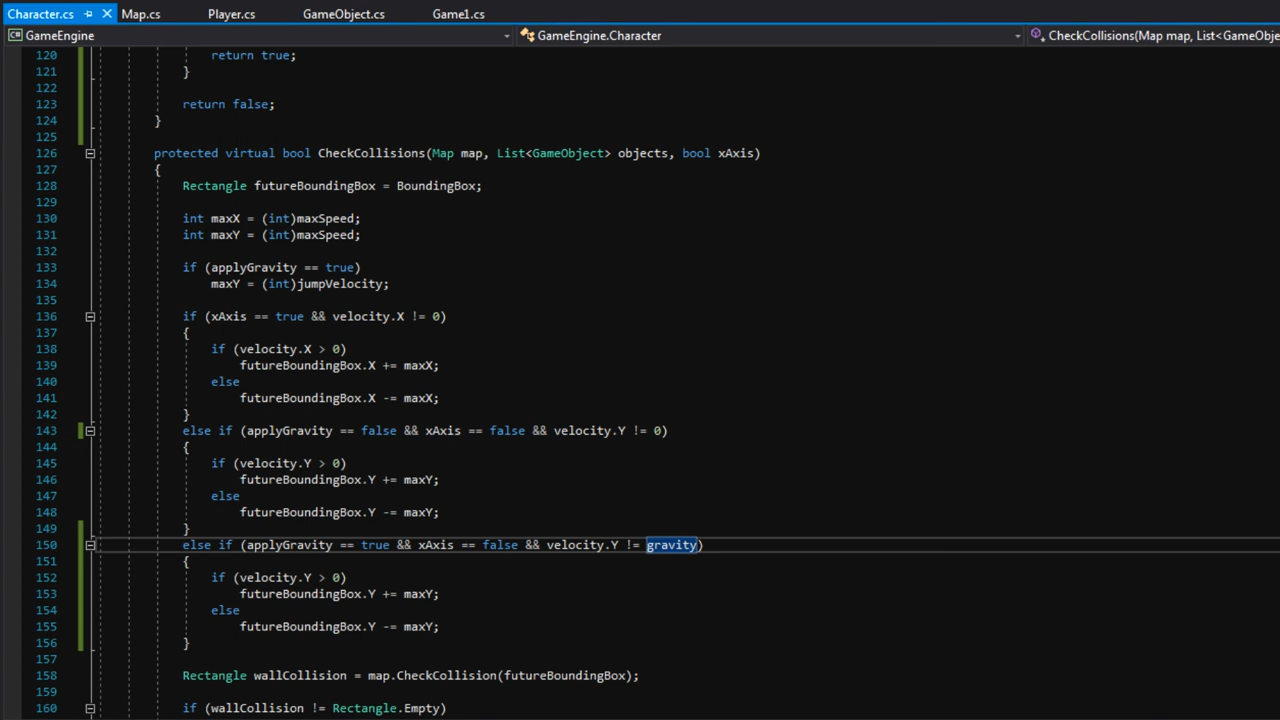 Character.cs Map.cs Player.cs GameObject.cs Game1.cs
C# GameEngine GameEngine.Character CheckCollisions(Map map, List<GameObje
120 return true;
121 }
122
123 return false;
124 }
125
126 protected virtual bool CheckCollisions(Map map, List<GameObject> objects, bool xAxis)
127 {
128 Rectangle futureBoundingBox = BoundingBox;
129
130 int maxX = (int)maxSpeed;
131 int maxY = (int)maxSpeed;
132
133 if (applyGravity == true)
134 maxY = (int)jumpVelocity;
135
136 if (xAxis == true && velocity.X != 0)
137 {
138 if (velocity.X > 0)
139 futureBoundingBox.X += maxX;
140 else
141 futureBoundingBox.X -= maxX;
142 }
143 else if (applyGravity == false && xAxis == false && velocity.Y != 0)
144 {
145 if (velocity.Y > 0)
146 futureBoundingBox.Y += maxY;
147 else
148 futureBoundingBox.Y -= maxY;
149 }
150 else if (applyGravity == true && xAxis == false && velocity.Y != gravity)
151 {
152 if (velocity.Y > 0)
153 futureBoundingBox.Y += maxY;
154 else
155 futureBoundingBox.Y -= maxY;
156 }
157
158 Rectangle wallCollision = map.CheckCollision(futureBoundingBox);
159
160 if (wallCollision != Rectangle.Empty)